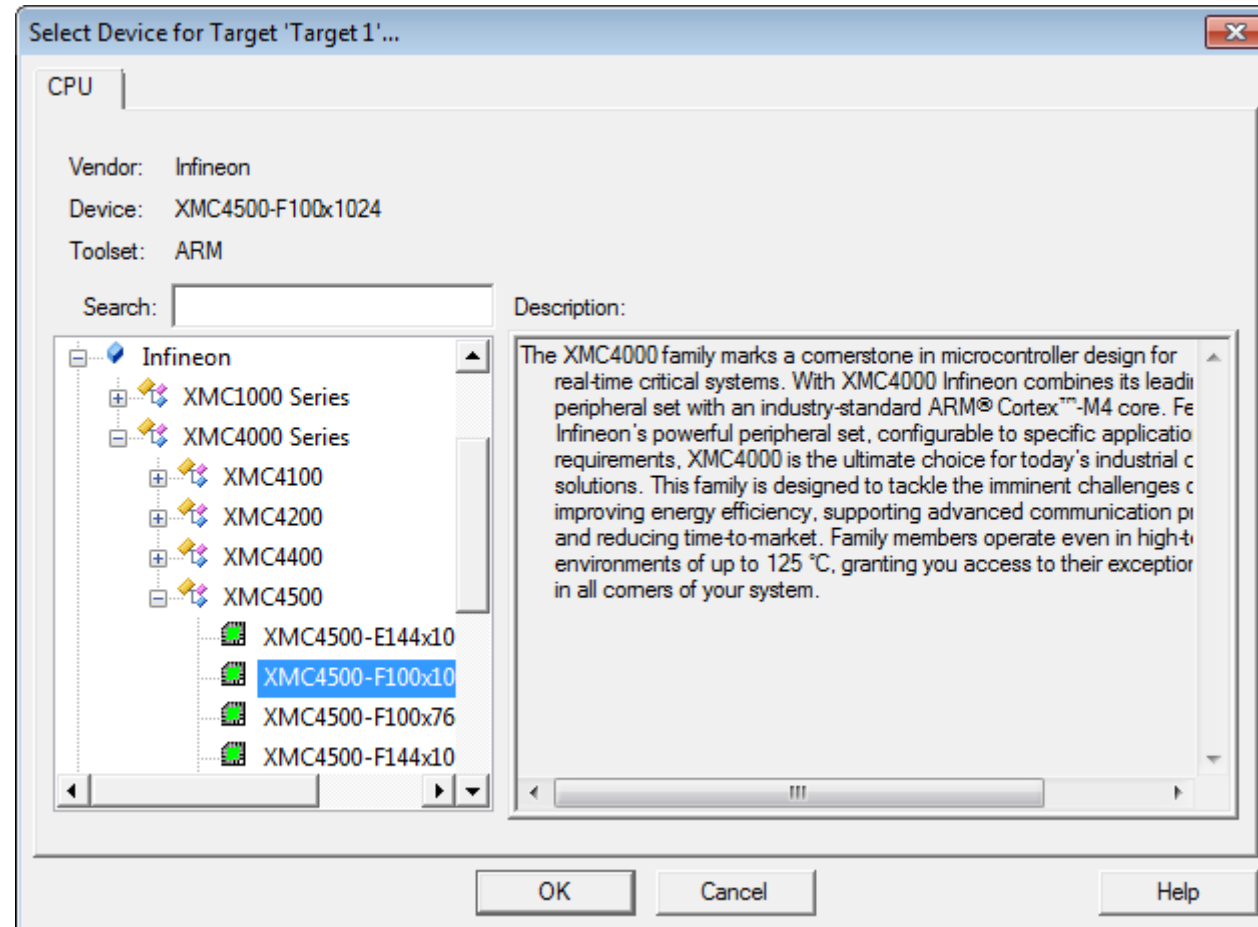 Select Device for Target 'Target 1'...
CPU
Vendor: Infineon
Device: XMC4500-F100x1024
Toolset: ARM
Search:
Infineon
XMC1000 Series
XMC4000 Series
XMC4100
XMC4200
XMC4400
XMC4500
XMC4500-E144x10
XMC4500-F100x10
XMC4500-F100x76
XMC4500-F144x10
Description:
The XMC4000 family marks a cornerstone in microcontroller design for
real-time critical systems. With XMC4000 Infineon combines its leadin
peripheral set with an industry-standard ARM® Cortex™-M4 core. Fe
Infineon's powerful peripheral set, configurable to specific applicatio
requirements, XMC4000 is the ultimate choice for today's industrial c
solutions. This family is designed to tackle the imminent challenges o
improving energy efficiency, supporting advanced communication pr
and reducing time-to-market. Family members operate even in high-te
environments of up to 125 °C, granting you access to their exception
in all corners of your system.
OK
Cancel
Help